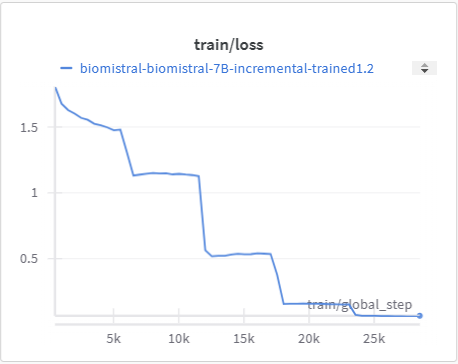 train/loss
biomistral-biomistral-7B-incremental-trained1.2
1.5
1
0.5
train/global_step
5k 10k 15k 20k 25k